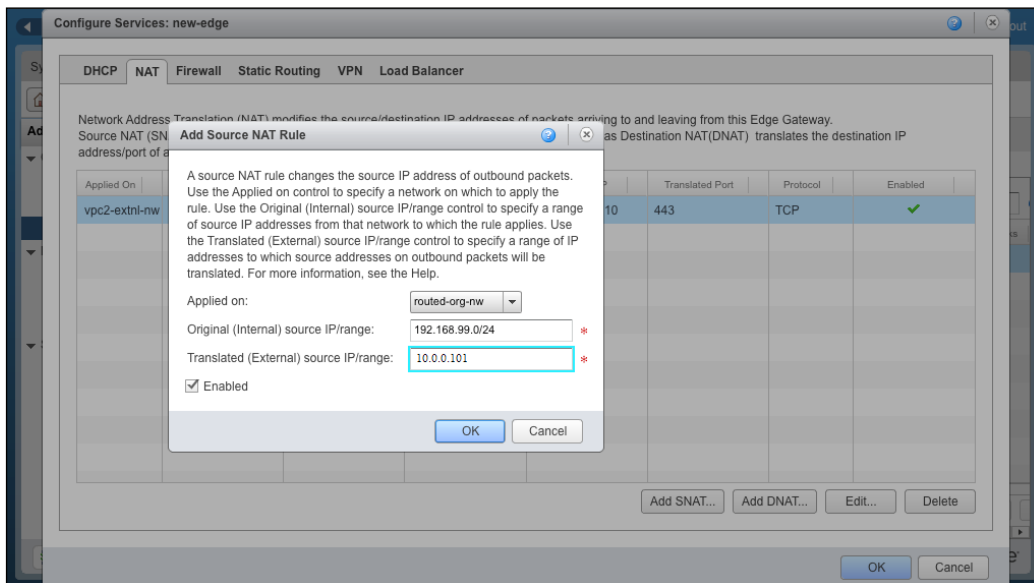 Configure Services: new-edge
out
Sy
DHCP NAT Firewall Static Routing VPN Load Balancer
Ad
Network Address Translation (NAT) modifies the source/destination IP addresses of packets arriving to and leaving from this Edge Gateway.
Source NAT (SN as Destination NAT(DNAT) translates the destination IP
address/port of a
Add Source NAT Rule
Applied On Translated Port Protocol Enabled
vpc2-extnl-nw 10 443 TCP
A source NAT rule changes the source IP address of outbound packets.
Use the Applied on control to specify a network on which to apply the
rule. Use the Original (Internal) source IP/range control to specify a range
of source IP addresses from that network to which the rule applies. Use
the Translated (External) source IP/range control to specify a range of IP
addresses to which source addresses on outbound packets will be
translated. For more information, see the Help.
Applied on: routed-org-nw
Original (Internal) source IP/range: 192.168.99.0/24 *
Translated (External) source IP/range: 10.0.0.101 *
Enabled
OK Cancel
Add SNAT... Add DNAT... Edit... Delete
OK Cancel